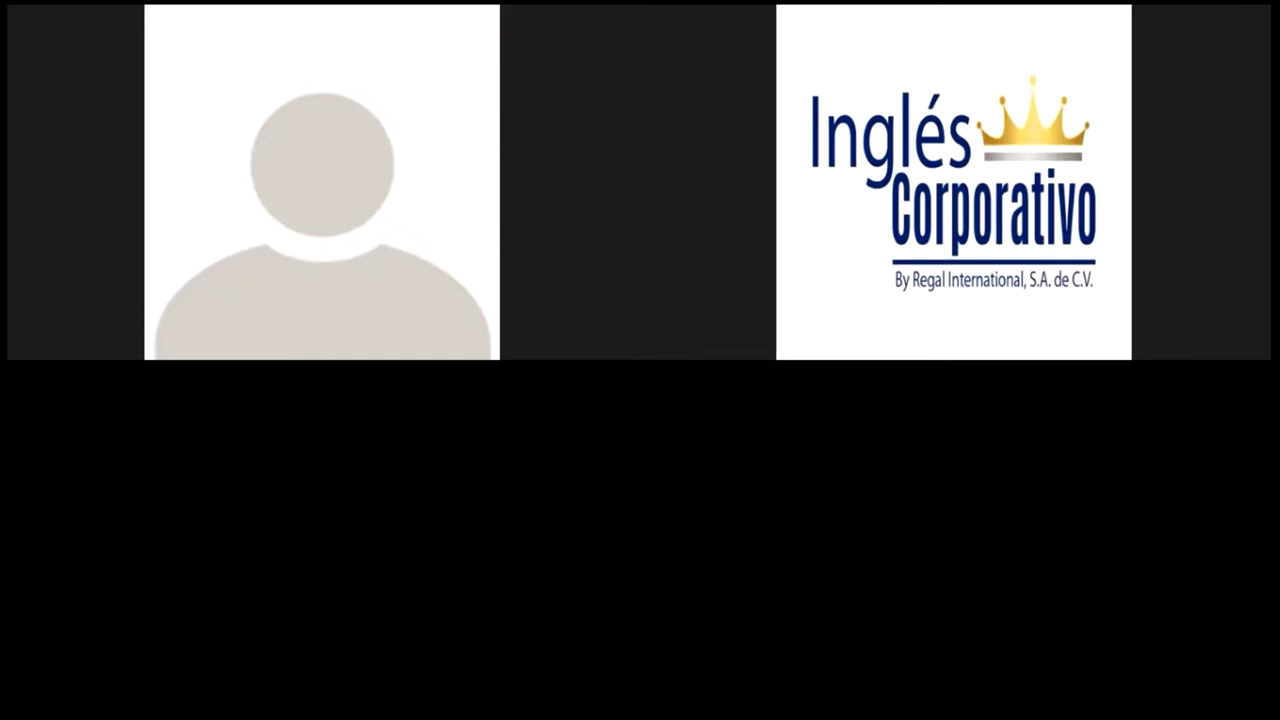 Inglés
Corporativo
By Regal International, S.A. de C.V.